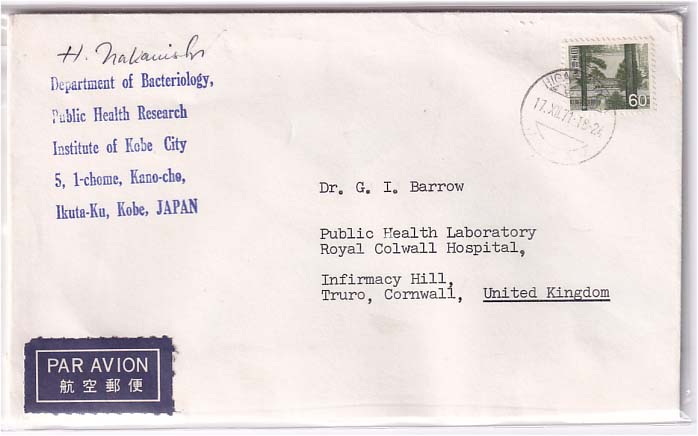 H. Nakanishi
Department of Bacteriology,
Public Health Research
Institute of Kobe City
5, 1-chome, Kano-cho,
Ikuta-Ku, Kobe, JAPAN
60
17.XII.71.18-24
Dr. G. I. Barrow
Public Health Laboratory
Royal Colwall Hospital,
Infirmacy Hill,
Truro, Cornwall, United Kingdom
PAR AVION
航空郵便